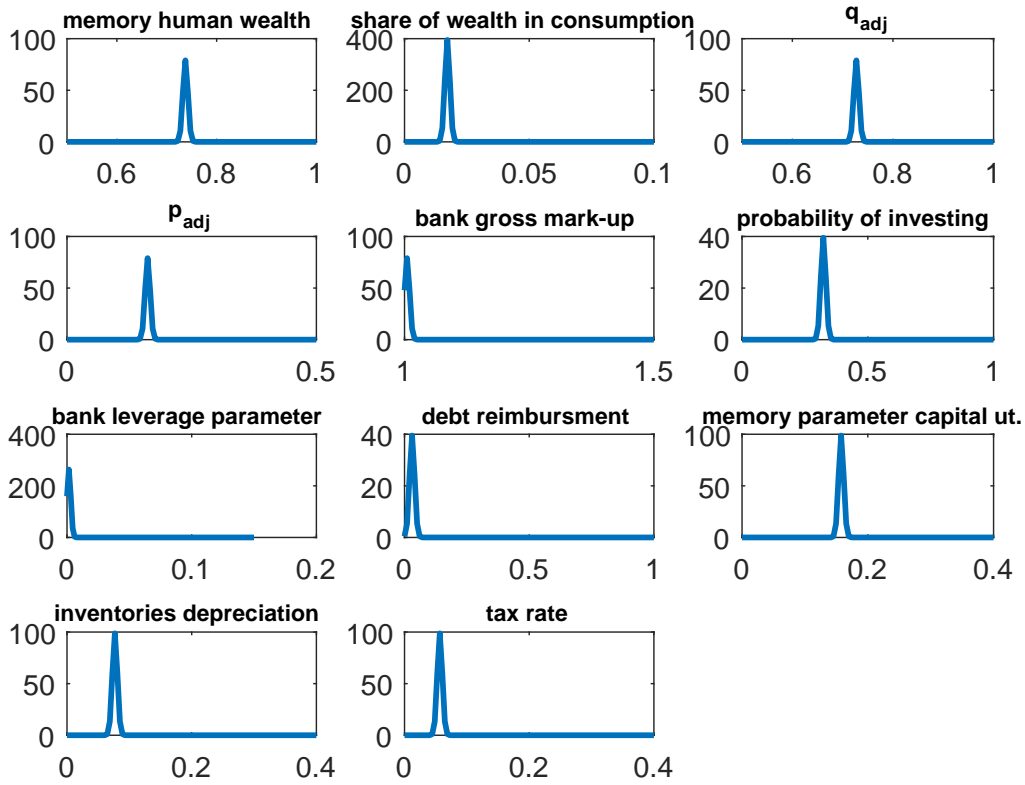 memory human wealth
100
50
0
0.6 0.8 1
share of wealth in consumption
400
200
0
0 0.05 0.1
q_adj
100
50
0
0.6 0.8 1
p_adj
100
50
0
0 0.5
bank gross mark-up
100
50
0
1 1.5
probability of investing
40
20
0
0 0.5 1
bank leverage parameter
400
200
0
0 0.1 0.2
debt reimbursment
40
20
0
0 0.5 1
memory parameter capital ut.
100
50
0
0 0.2 0.4
inventories depreciation
100
50
0
0 0.2 0.4
tax rate
100
50
0
0 0.2 0.4